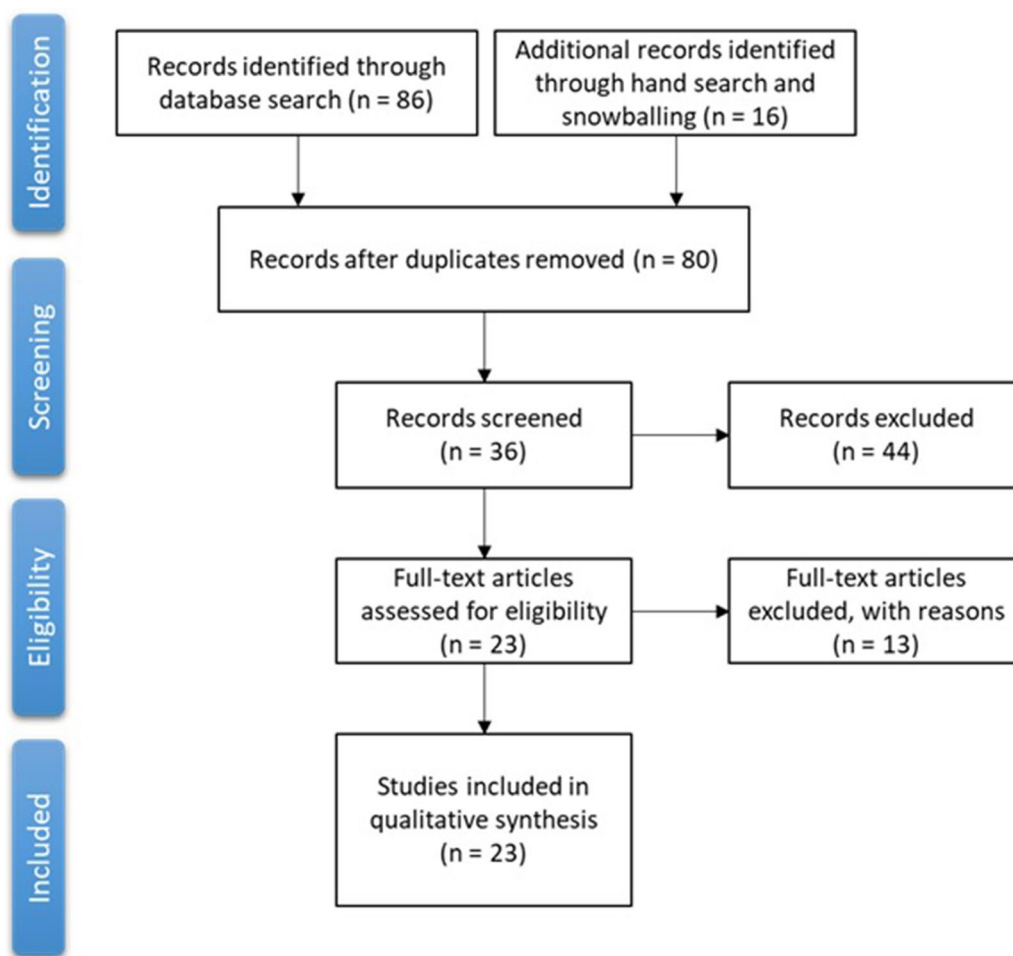 Identification
Records identified through
database search (n = 86)
Additional records identified
through hand search and
snowballing (n = 16)
Records after duplicates removed (n = 80)
Screening
Records screened
(n = 36)
Records excluded
(n = 44)
Eligibility
Full-text articles
assessed for eligibility
(n = 23)
Full-text articles
excluded, with reasons
(n = 13)
Included
Studies included in
qualitative synthesis
(n = 23)